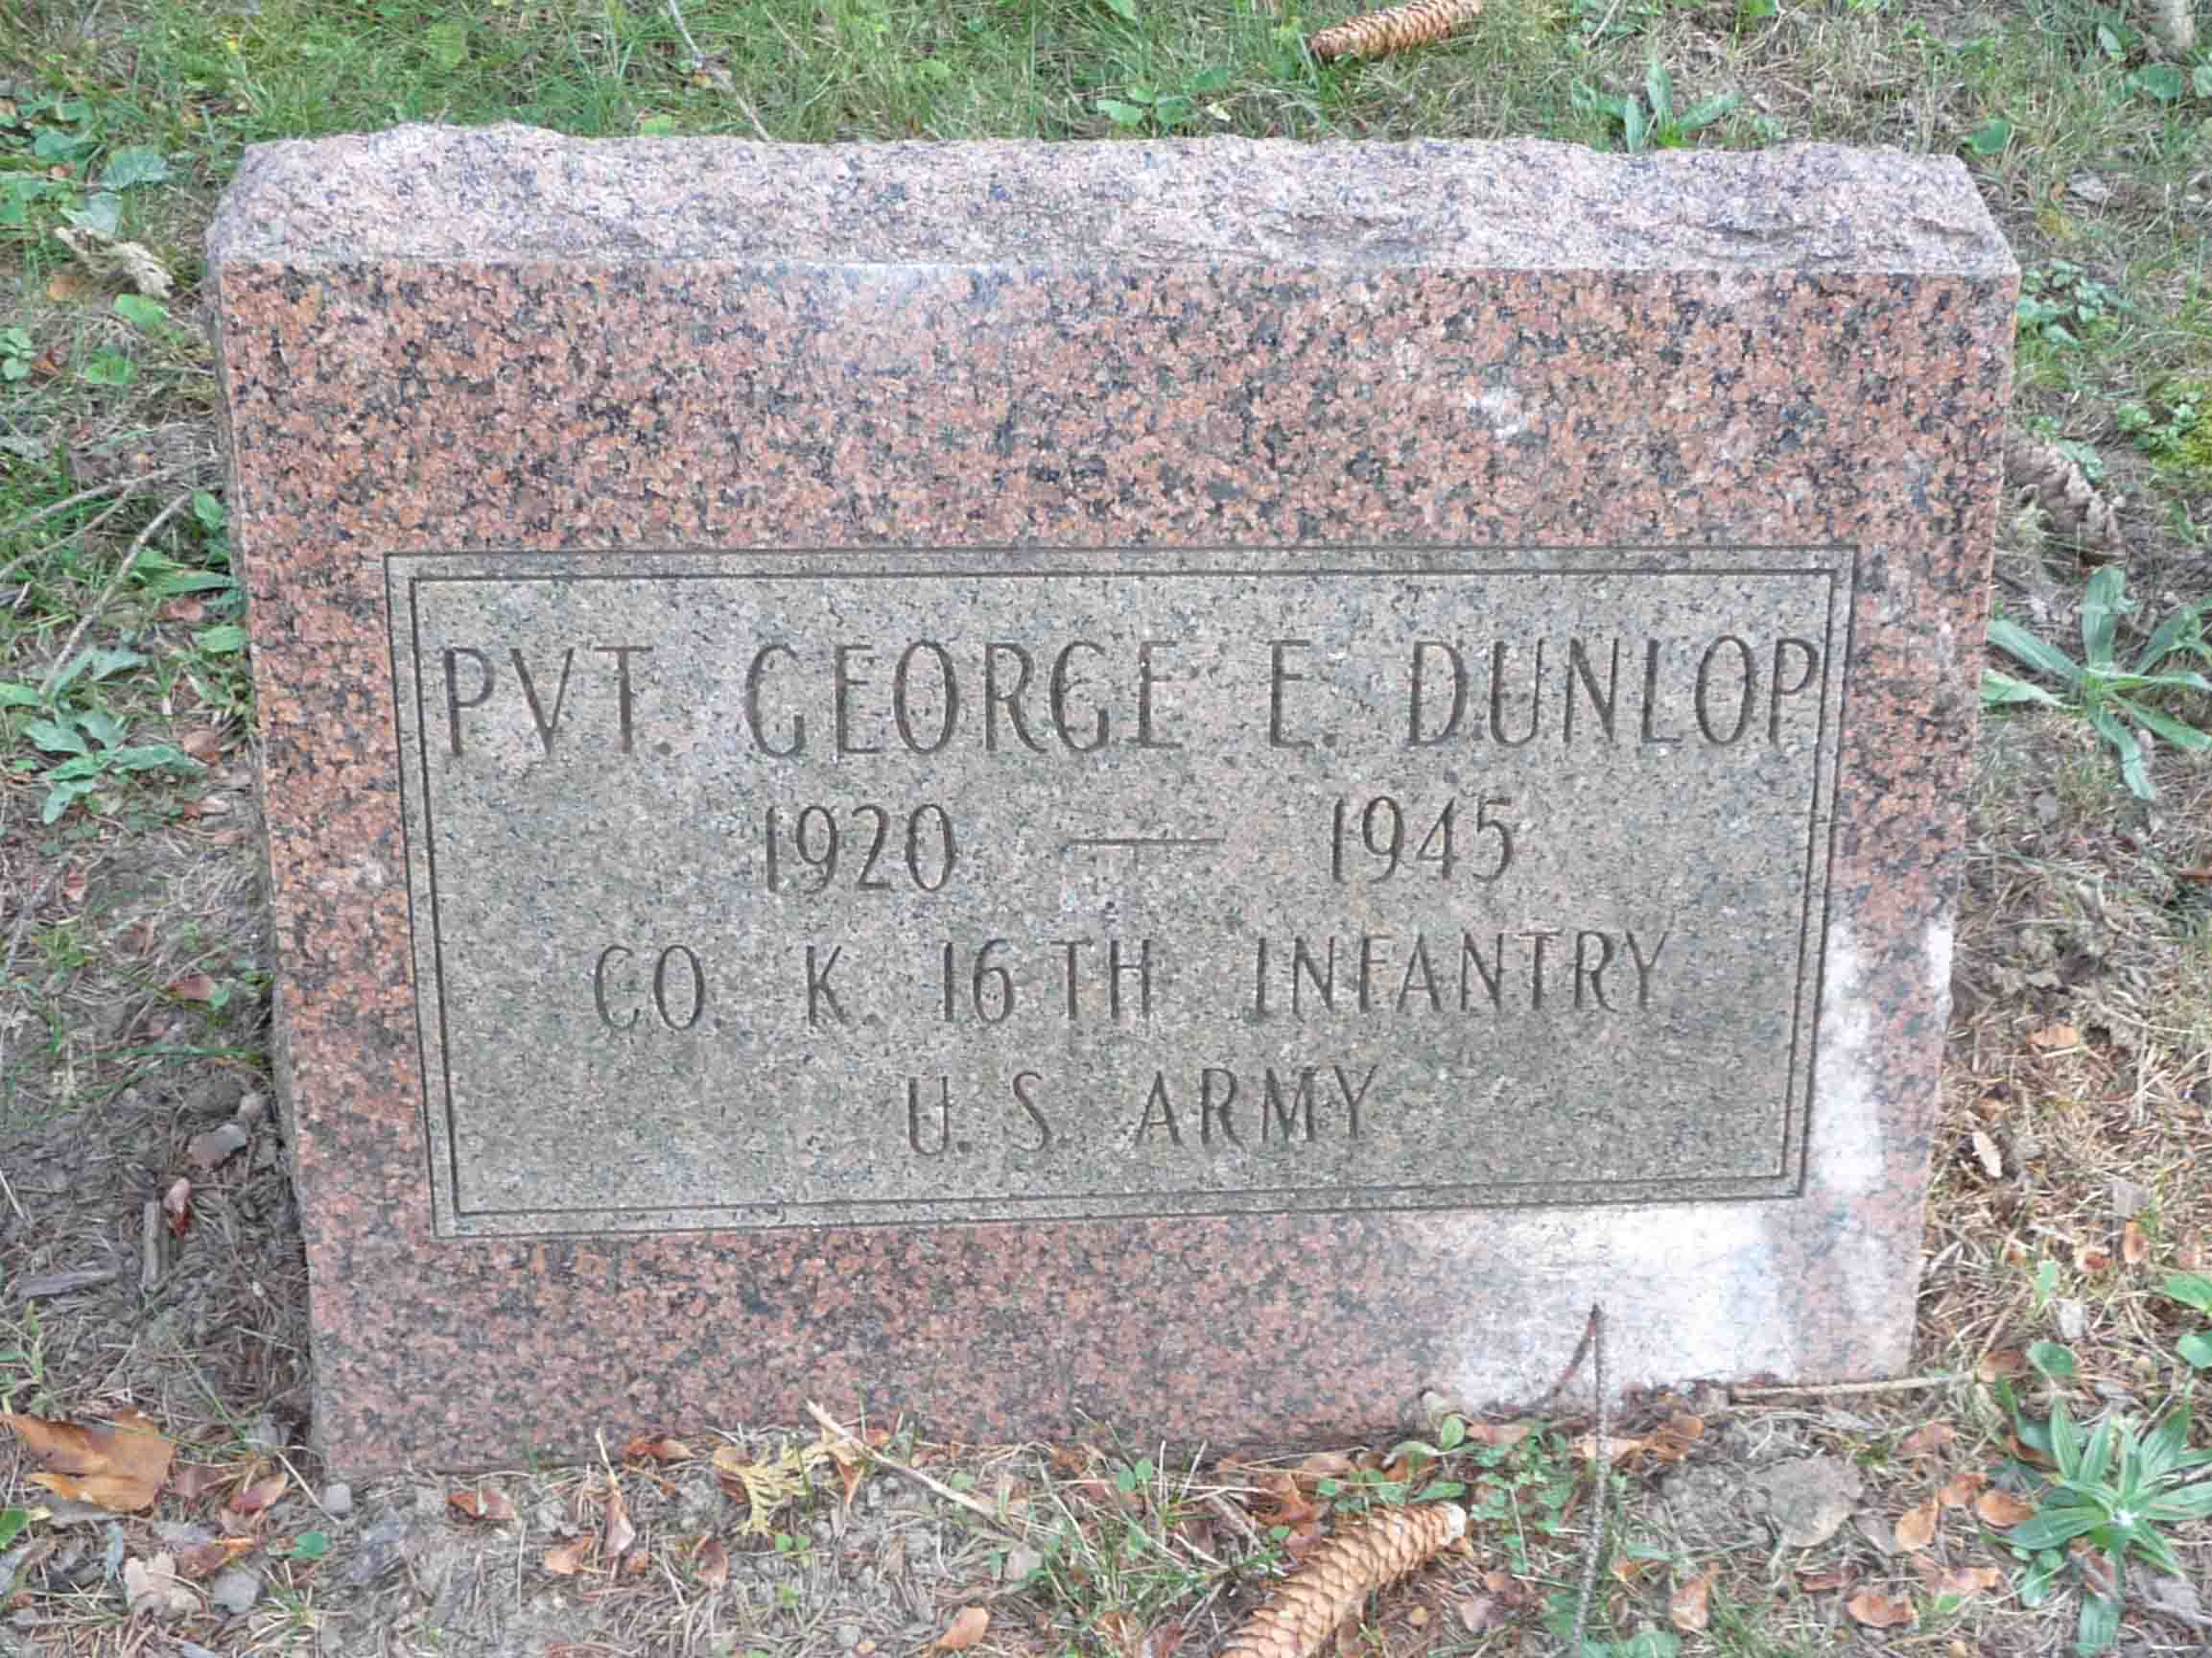 PVT. GEORGE E. DUNLOP
1920 — 1945
CO. K. 16TH INFANTRY
U. S. ARMY